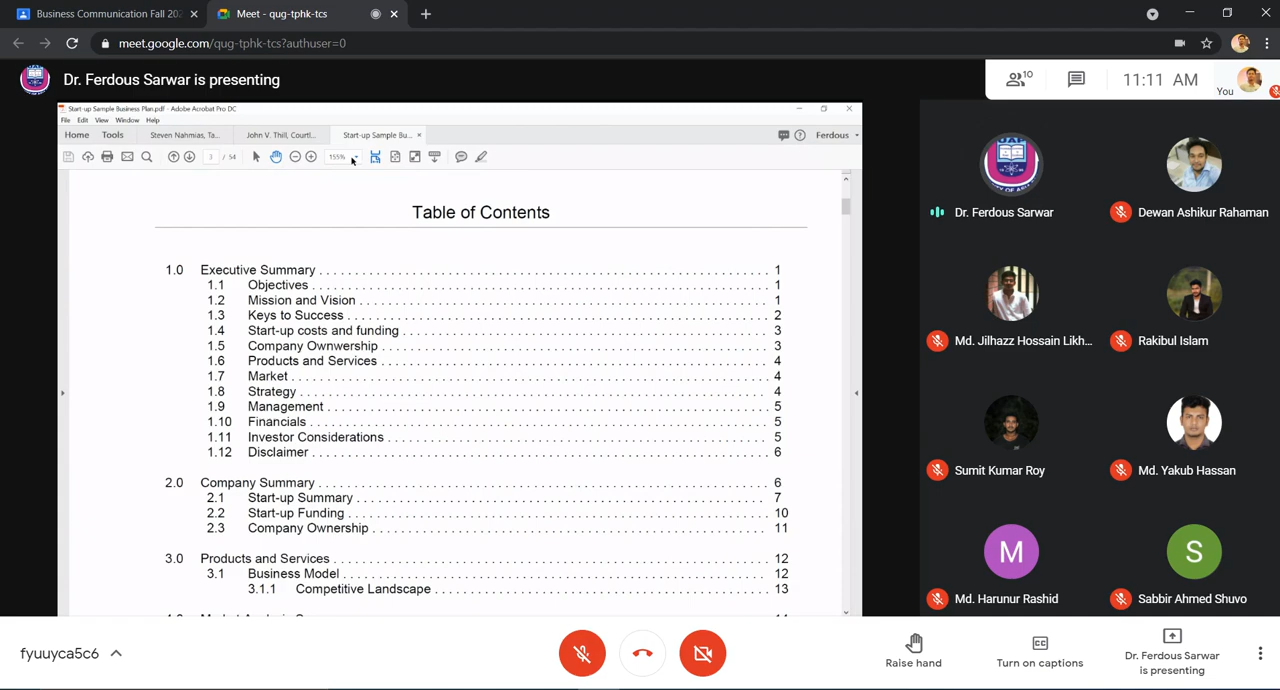 Business Communication Fall 202
Meet - qug-tphk-tcs
meet.google.com/qug-tphk-tcs?authuser=0
Dr. Ferdous Sarwar is presenting
10
11:11 AM
You
Start-up Sample Business Plan.pdf - Adobe Acrobat Pro DC
File Edit View Window Help
Home Tools Steven Nahmias, Ta... John V. Thill, Courtl... Start-up Sample Bu... Ferdous
3 / 54 155%
Table of Contents
1.0 Executive Summary 1
1.1 Objectives 1
1.2 Mission and Vision 1
1.3 Keys to Success 2
1.4 Start-up costs and funding 3
1.5 Company Ownwership 3
1.6 Products and Services 4
1.7 Market 4
1.8 Strategy 4
1.9 Management 5
1.10 Financials 5
1.11 Investor Considerations 5
1.12 Disclaimer 6
2.0 Company Summary 6
2.1 Start-up Summary 7
2.2 Start-up Funding 10
2.3 Company Ownership 11
3.0 Products and Services 12
3.1 Business Model 12
3.1.1 Competitive Landscape 13
Dr. Ferdous Sarwar
Dewan Ashikur Rahaman
Md. Jilhazz Hossain Likh...
Rakibul Islam
Sumit Kumar Roy
Md. Yakub Hassan
M
S
Md. Harunur Rashid
Sabbir Ahmed Shuvo
fyuuyca5c6
Raise hand
Turn on captions
Dr. Ferdous Sarwar
is presenting